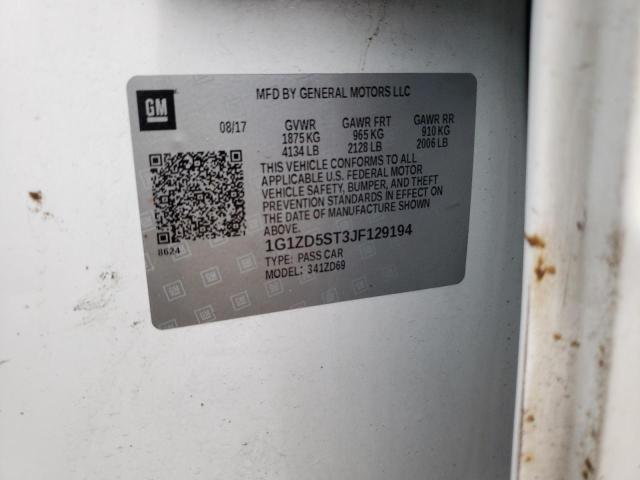 GM
MFD BY GENERAL MOTORS LLC
08/17 GVWR GAWR FRT GAWR RR
1875 KG 965 KG 910 KG
4134 LB 2128 LB 2006 LB
THIS VEHICLE CONFORMS TO ALL
APPLICABLE U.S. FEDERAL MOTOR
VEHICLE SAFETY, BUMPER, AND THEFT
PREVENTION STANDARDS IN EFFECT ON
THE DATE OF MANUFACTURE SHOWN
ABOVE.
8624
1G1ZD5ST3JF129194
TYPE: PASS CAR
MODEL: 341ZD69